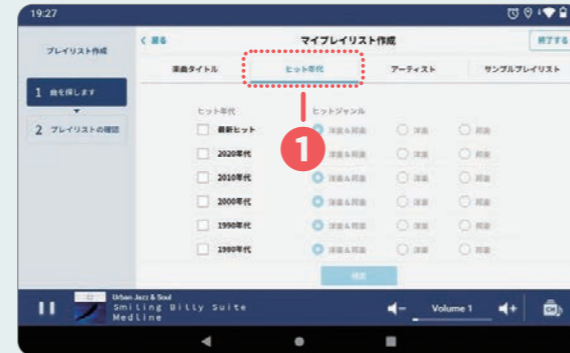 19:27
プレイリスト作成
戻る
マイプレイリスト作成
終了する
楽曲タイトル
ヒット年代
アーティスト
サンプルプレイリスト
1 曲を探します
2 プレイリストの確認
ヒット年代
ヒットジャンル
1
最新ヒット 洋楽&邦楽 洋楽 邦楽
2020年代 洋楽&邦楽 洋楽 邦楽
2010年代 洋楽&邦楽 洋楽 邦楽
2000年代 洋楽&邦楽 洋楽 邦楽
1990年代 洋楽&邦楽 洋楽 邦楽
1980年代 洋楽&邦楽 洋楽 邦楽
Urban Jazz & Soul
Smiling Billy Suite
Medline
Volume 1
CH